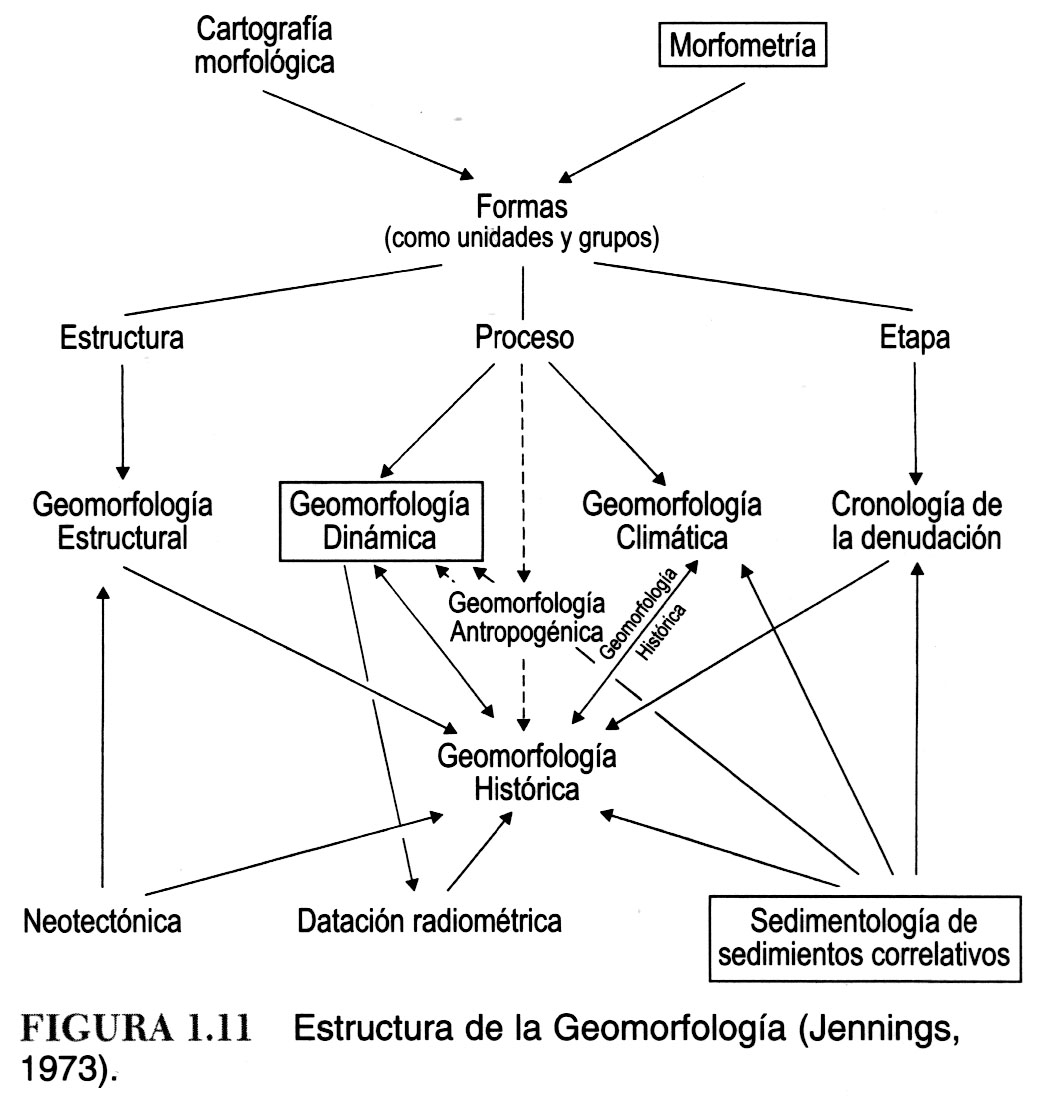 Cartografía
morfológica
Morfometría
Formas
(como unidades y grupos)
Estructura
Proceso
Etapa
Geomorfología
Estructural
Geomorfología
Dinámica
Geomorfología
Climática
Cronología de
la denudación
Geomorfología
Antropogénica
Geomorfología
Histórica
Geomorfología
Histórica
Neotectónica
Datación radiométrica
Sedimentología de
sedimientos correlativos
FIGURA 1.11 Estructura de la Geomorfología (Jennings,
1973).